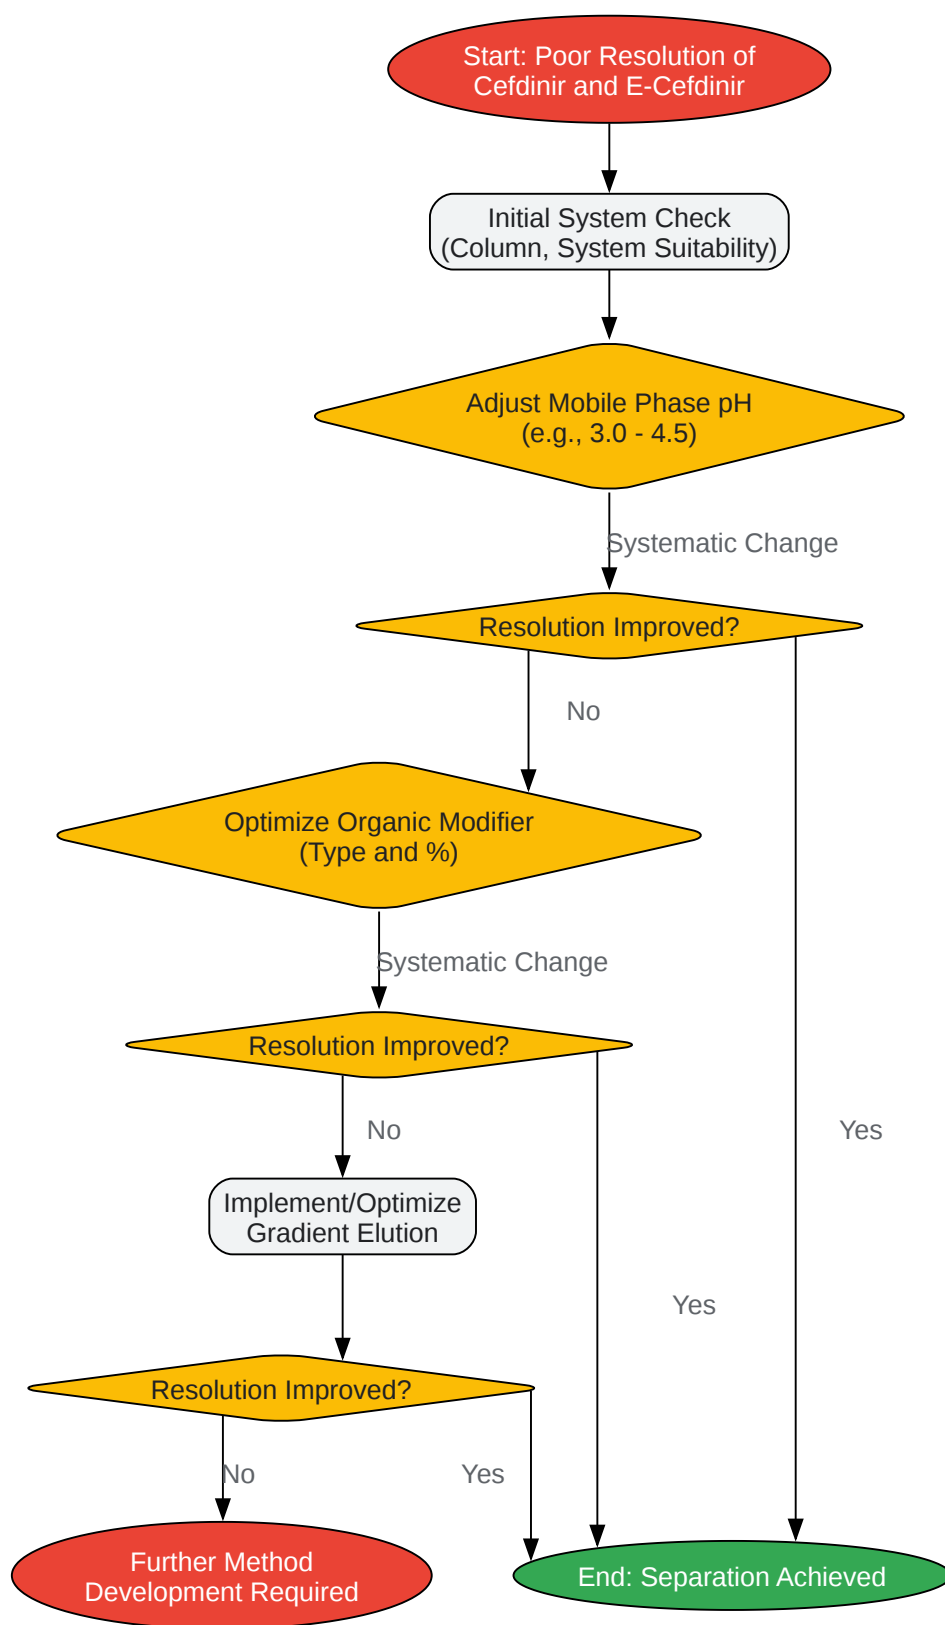 Start: Poor Resolution of
Cefdinir and E-Cefdinir
Initial System Check
(Column, System Suitability)
Adjust Mobile Phase pH
(e.g., 3.0 - 4.5)
Systematic Change
Resolution Improved?
No
Optimize Organic Modifier
(Type and %)
Systematic Change
Resolution Improved?
No
Yes
Implement/Optimize
Gradient Elution
Yes
Resolution Improved?
No
Yes
Further Method
Development Required
End: Separation Achieved